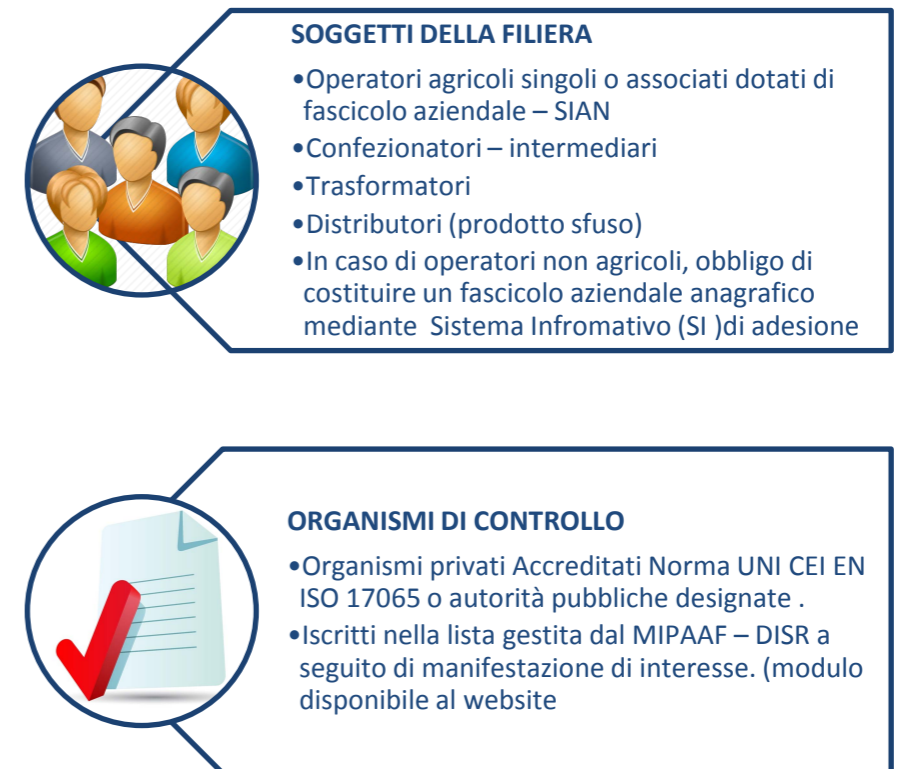 SOGGETTI DELLA FILIERA
•Operatori agricoli singoli o associati dotati di
fascicolo aziendale – SIAN
•Confezionatori – intermediari
•Trasformatori
•Distributori (prodotto sfuso)
•In caso di operatori non agricoli, obbligo di
costituire un fascicolo aziendale anagrafico
mediante Sistema Infromativo (SI )di adesione
ORGANISMI DI CONTROLLO
•Organismi privati Accreditati Norma UNI CEI EN
ISO 17065 o autorità pubbliche designate .
•Iscritti nella lista gestita dal MIPAAF – DISR a
seguito di manifestazione di interesse. (modulo
disponibile al website